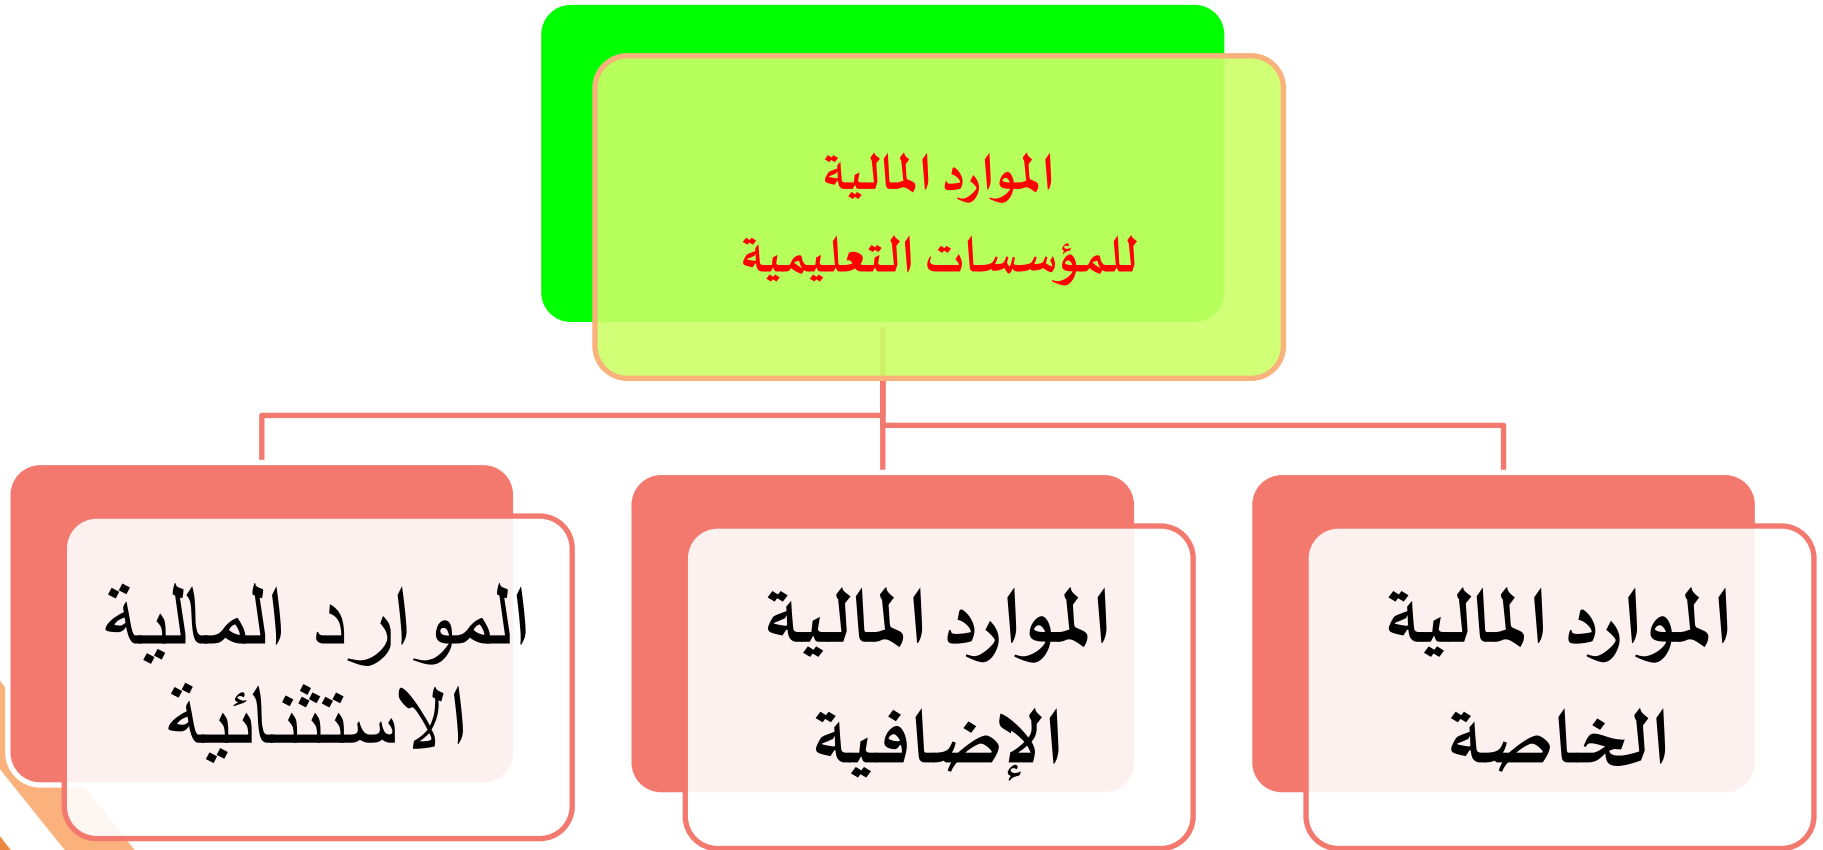 الموارد المالية
للمؤسسات التعليمية
الموارد المالية
الخاصة
الموارد المالية
الإضافية
الموارد المالية
الاستثنائية